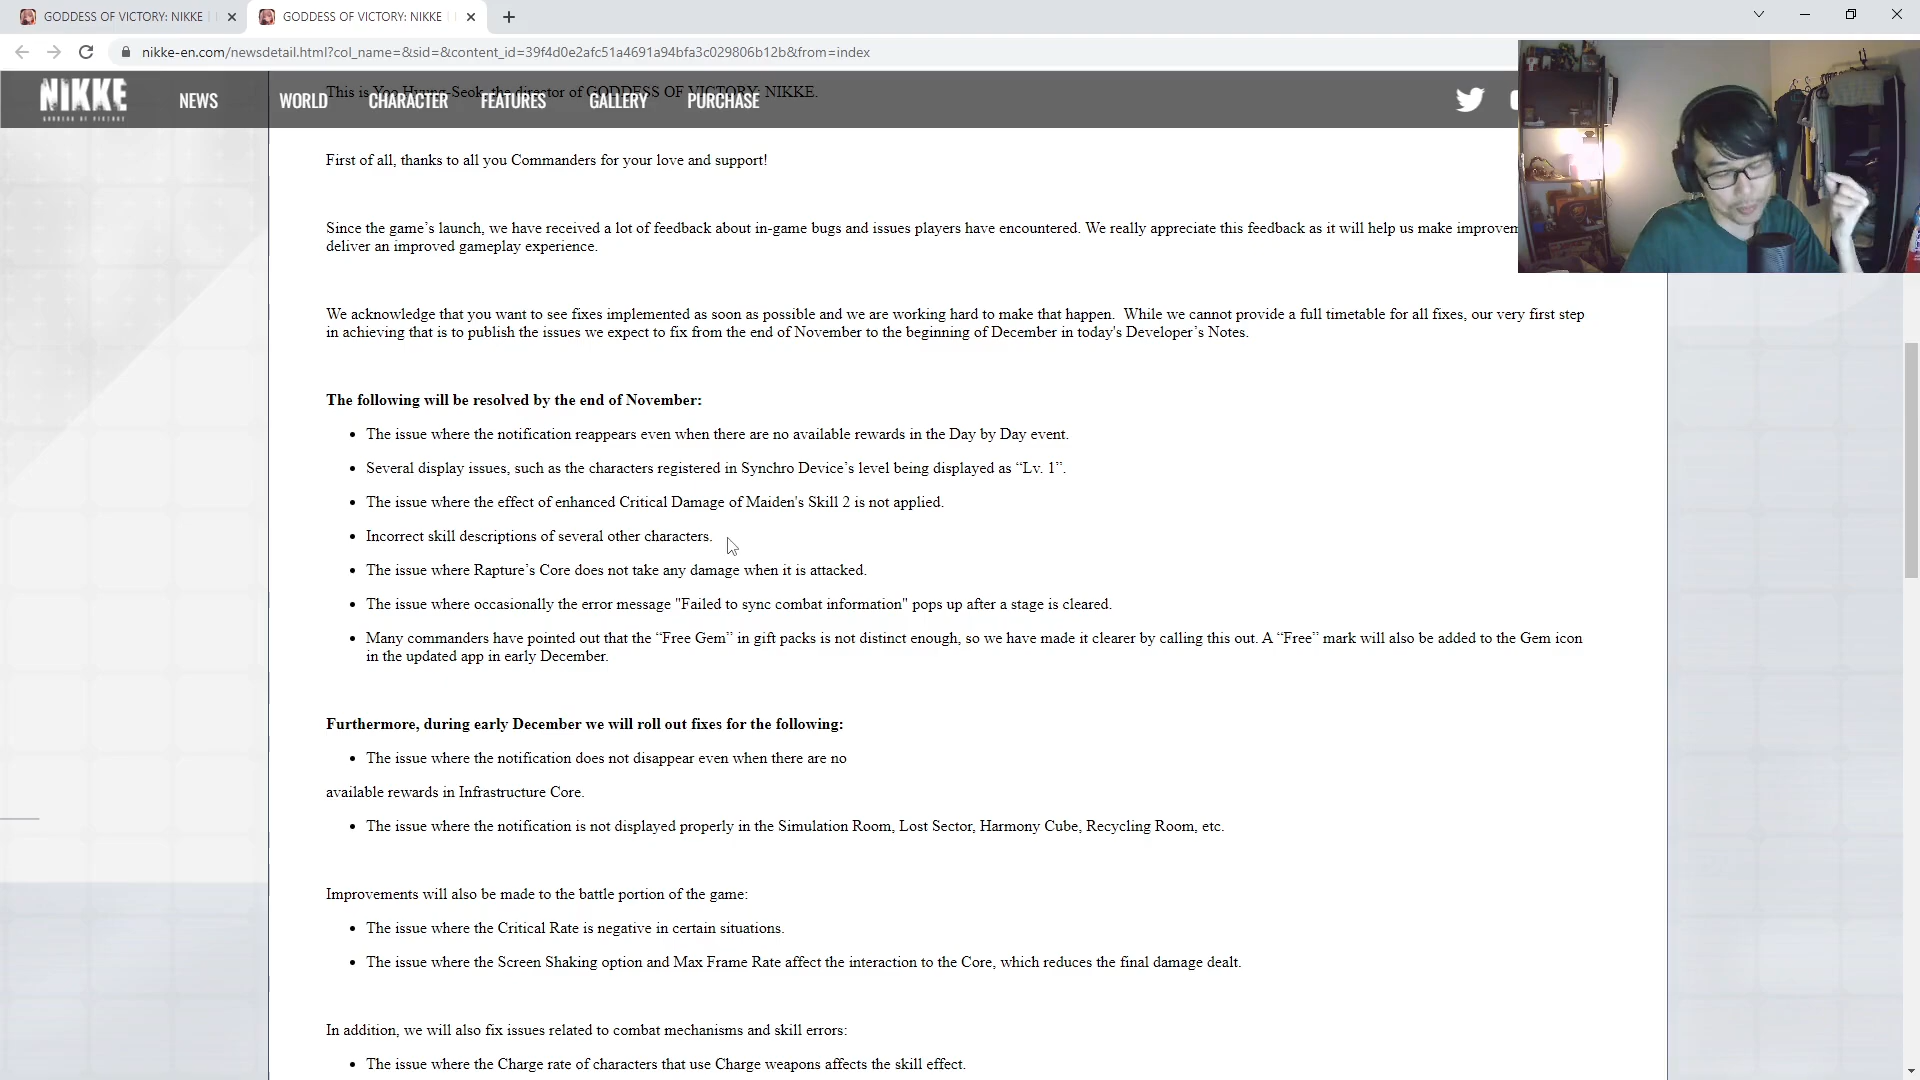 GODDESS OF VICTORY: NIKKE
GODDESS OF VICTORY: NIKKE
nikke-en.com/newsdetail.html?col_name=&sid=&content_id=39f4d0e2afc51a4691a94bfa3c029806b12b&from=index
NIKKE
GODDESS OF VICTORY
NEWS
WORLD
CHARACTER
FEATURES
GALLERY
PURCHASE
This is Yoo Hyung-Seok, the director of GODDESS OF VICTORY: NIKKE.
First of all, thanks to all you Commanders for your love and support!
Since the game’s launch, we have received a lot of feedback about in-game bugs and issues players have encountered. We really appreciate this feedback as it will help us make
deliver an improved gameplay experience.
We acknowledge that you want to see fixes implemented as soon as possible and we are working hard to make that happen.  While we cannot provide a full timetable for all fixes, our very first step
in achieving that is to publish the issues we expect to fix from the end of November to the beginning of December in today's Developer’s Notes.
The following will be resolved by the end of November:
• The issue where the notification reappears even when there are no available rewards in the Day by Day event.
• Several display issues, such as the characters registered in Synchro Device’s level being displayed as “Lv. 1”.
• The issue where the effect of enhanced Critical Damage of Maiden's Skill 2 is not applied.
• Incorrect skill descriptions of several other characters.
• The issue where Rapture’s Core does not take any damage when it is attacked.
• The issue where occasionally the error message "Failed to sync combat information" pops up after a stage is cleared.
• Many commanders have pointed out that the “Free Gem” in gift packs is not distinct enough, so we have made it clearer by calling this out. A “Free” mark will also be added to the Gem icon
in the updated app in early December.
Furthermore, during early December we will roll out fixes for the following:
• The issue where the notification does not disappear even when there are no
available rewards in Infrastructure Core.
• The issue where the notification is not displayed properly in the Simulation Room, Lost Sector, Harmony Cube, Recycling Room, etc.
Improvements will also be made to the battle portion of the game:
• The issue where the Critical Rate is negative in certain situations.
• The issue where the Screen Shaking option and Max Frame Rate affect the interaction to the Core, which reduces the final damage dealt.
In addition, we will also fix issues related to combat mechanisms and skill errors:
• The issue where the Charge rate of characters that use Charge weapons affects the skill effect.